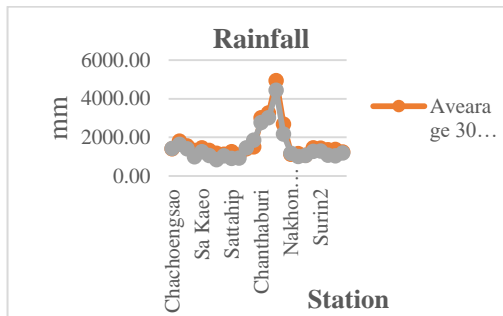 Rainfall
mm
6000.00
4000.00
2000.00
0.00
Chachoengsao
Sa Kaeo
Sattahip
Chanthaburi
Nakhon…
Surin2
Station
Aveara
ge 30…